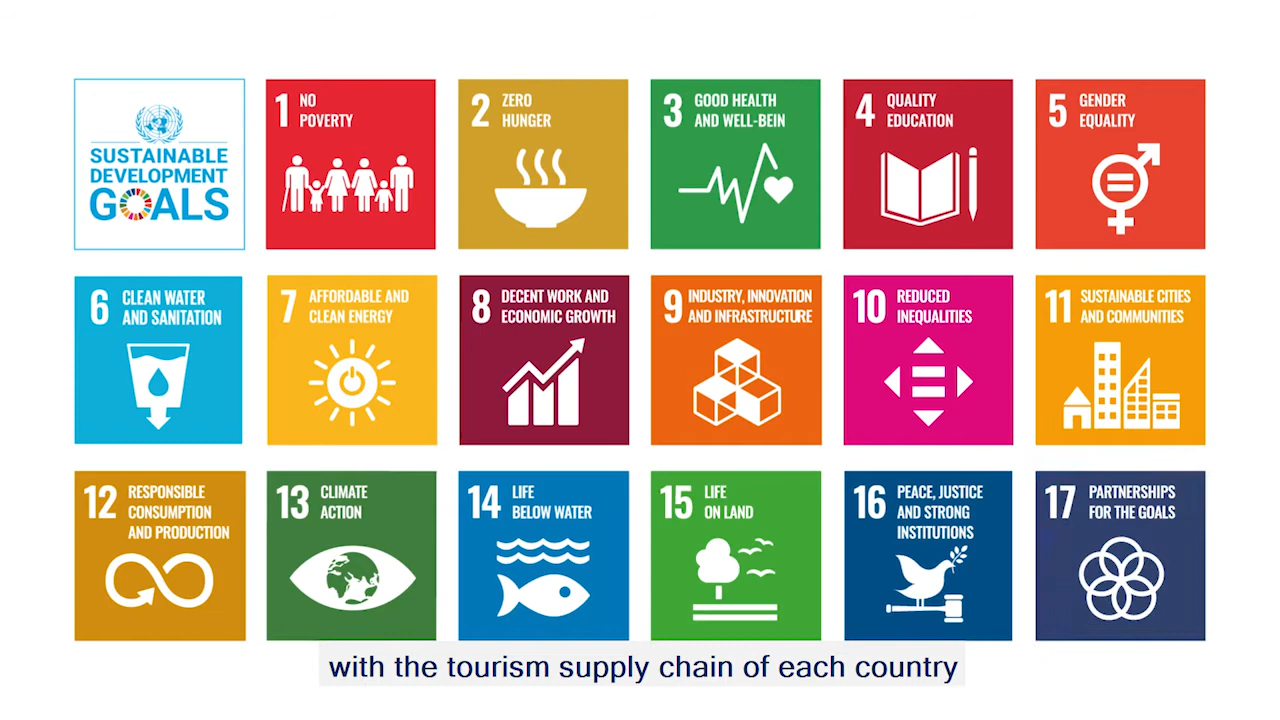 SUSTAINABLE
DEVELOPMENT
GOALS
1 NO
POVERTY
2 ZERO
HUNGER
3 GOOD HEALTH
AND WELL-BEIN
4 QUALITY
EDUCATION
5 GENDER
EQUALITY
6 CLEAN WATER
AND SANITATION
7 AFFORDABLE AND
CLEAN ENERGY
8 DECENT WORK AND
ECONOMIC GROWTH
9 INDUSTRY, INNOVATION
AND INFRASTRUCTURE
10 REDUCED
INEQUALITIES
11 SUSTAINABLE CITIES
AND COMMUNITIES
12 RESPONSIBLE
CONSUMPTION
AND PRODUCTION
13 CLIMATE
ACTION
14 LIFE
BELOW WATER
15 LIFE
ON LAND
16 PEACE, JUSTICE
AND STRONG
INSTITUTIONS
17 PARTNERSHIPS
FOR THE GOALS
with the tourism supply chain of each country